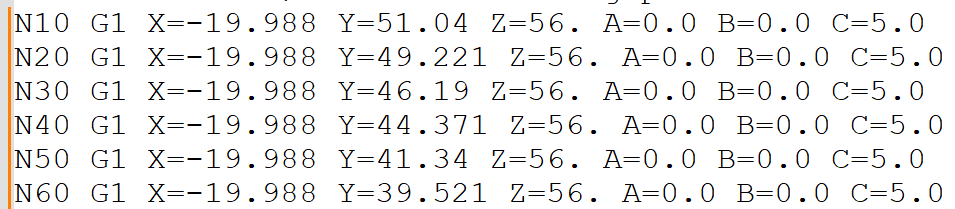 N10 G1 X=-19.988 Y=51.04 Z=56. A=0.0 B=0.0 C=5.0
N20 G1 X=-19.988 Y=49.221 Z=56. A=0.0 B=0.0 C=5.0
N30 G1 X=-19.988 Y=46.19 Z=56. A=0.0 B=0.0 C=5.0
N40 G1 X=-19.988 Y=44.371 Z=56. A=0.0 B=0.0 C=5.0
N50 G1 X=-19.988 Y=41.34 Z=56. A=0.0 B=0.0 C=5.0
N60 G1 X=-19.988 Y=39.521 Z=56. A=0.0 B=0.0 C=5.0